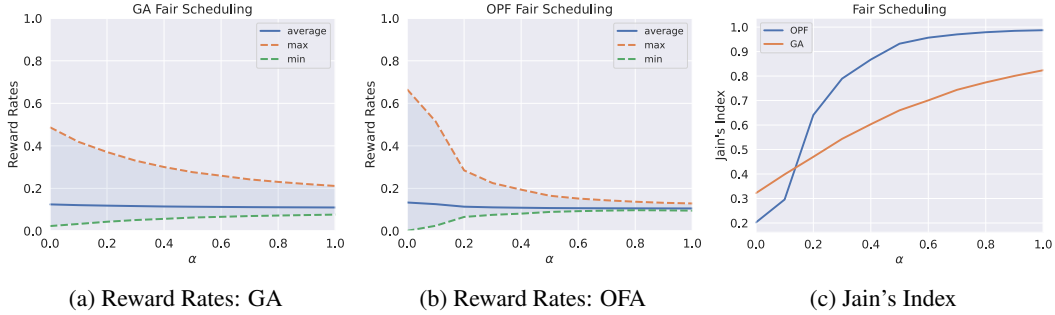 GA Fair Scheduling
Reward Rates
1.0
0.8
0.6
0.4
0.2
0.0
average
max
min
0.0 0.2 0.4 0.6 0.8 1.0
α
(a) Reward Rates: GA
OPF Fair Scheduling
Reward Rates
1.0
0.8
0.6
0.4
0.2
0.0
average
max
min
0.0 0.2 0.4 0.6 0.8 1.0
α
(b) Reward Rates: OFA
Fair Scheduling
Jain's Index
1.0
0.9
0.8
0.7
0.6
0.5
0.4
0.3
0.2
OPF
GA
0.0 0.2 0.4 0.6 0.8 1.0
α
(c) Jain's Index